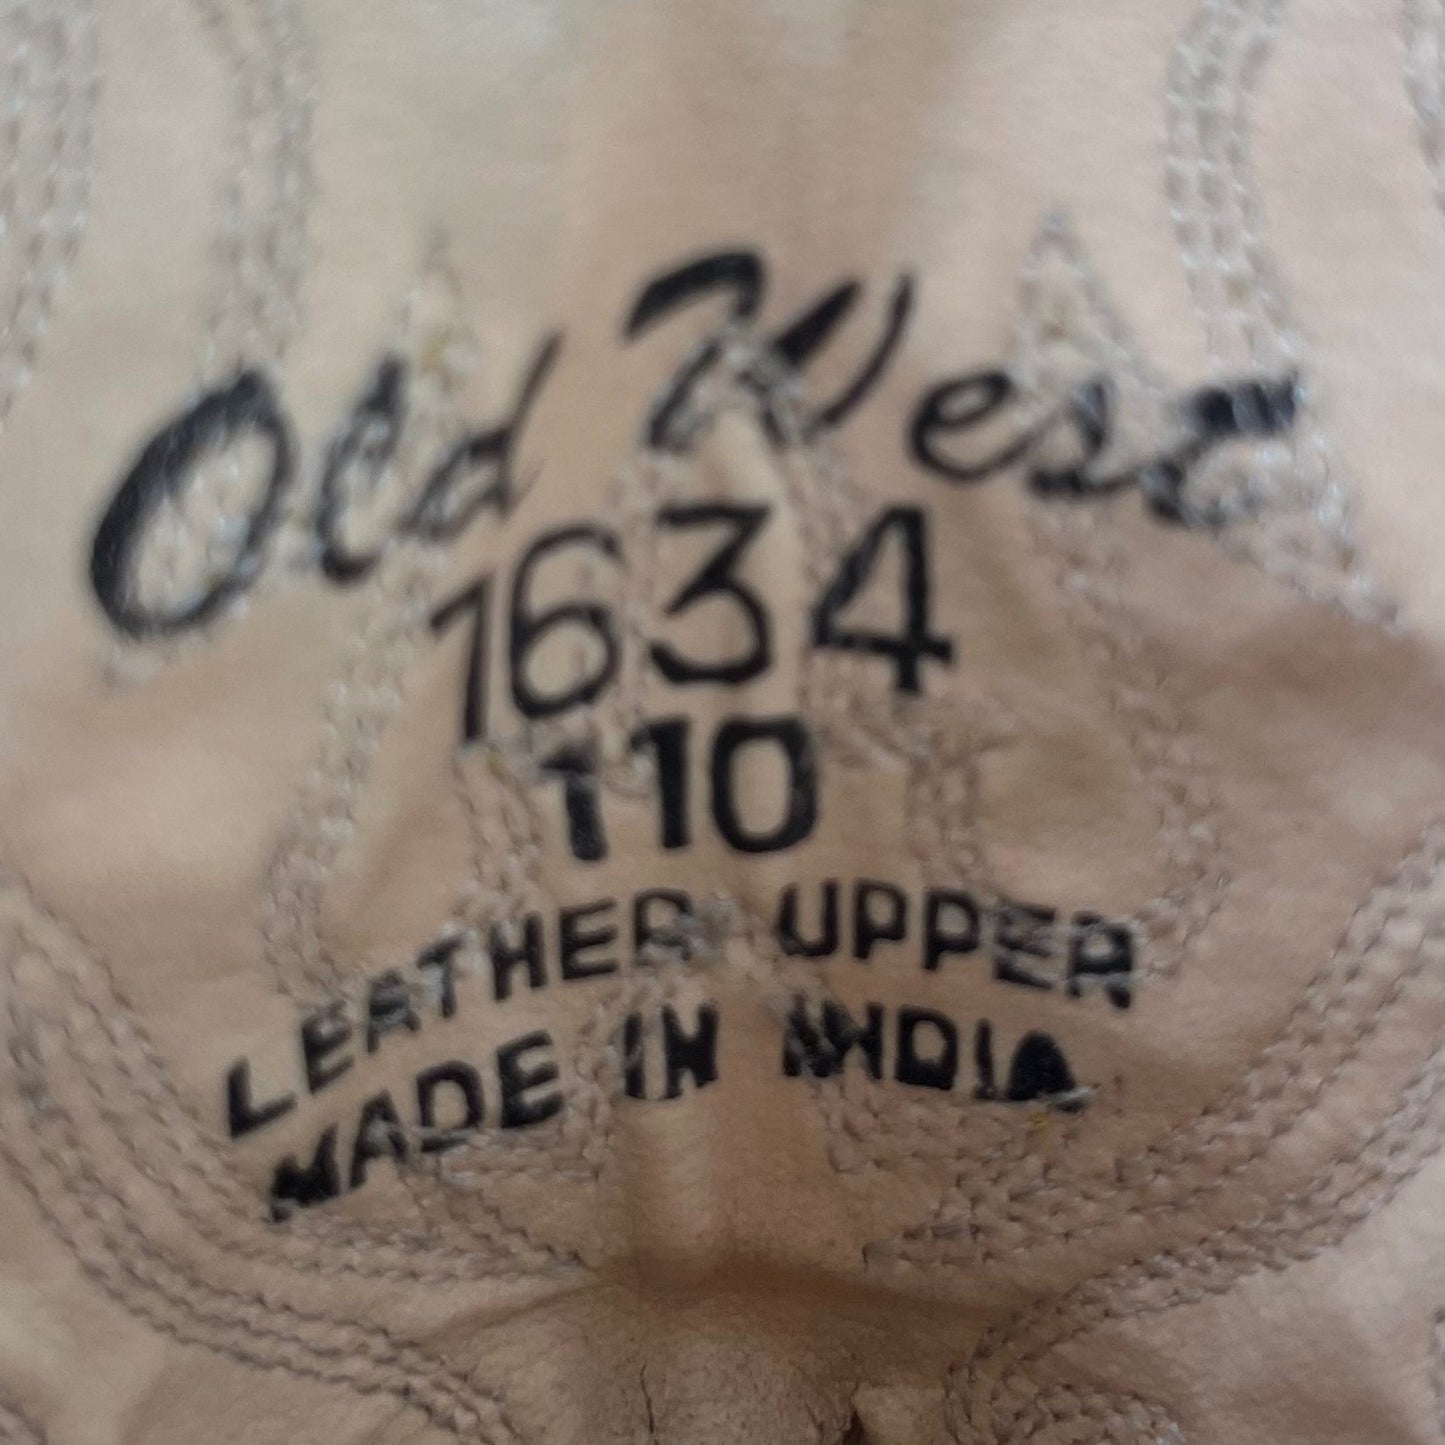 Old West
1634
110
LEATHER UPPER
MADE IN INDIA